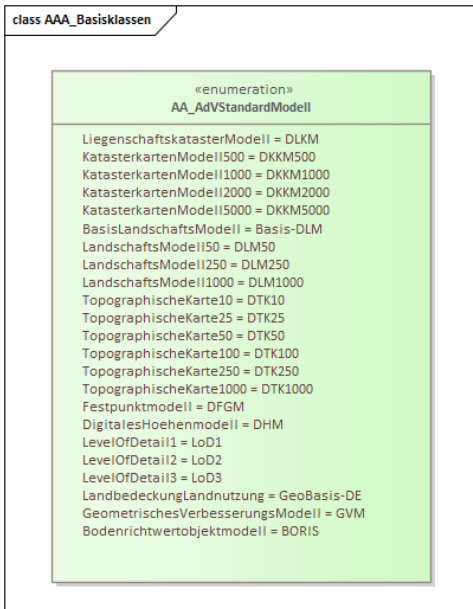 class AAA_Basisklassen
«enumeration»
AA_AdVStandardModell
LiegenschaftskatasterModell = DLKM
KatasterkartenModell500 = DKKM500
KatasterkartenModell1000 = DKKM1000
KatasterkartenModell2000 = DKKM2000
KatasterkartenModell5000 = DKKM5000
BasisLandschaftsModell = Basis-DLM
LandschaftsModell50 = DLM50
LandschaftsModell250 = DLM250
LandschaftsModell1000 = DLM1000
TopographischeKarte10 = DTK10
TopographischeKarte25 = DTK25
TopographischeKarte50 = DTK50
TopographischeKarte100 = DTK100
TopographischeKarte250 = DTK250
TopographischeKarte1000 = DTK1000
Festpunktmodell = DFGM
DigitalesHoehenmodell = DHM
LevelOfDetail1 = LoD1
LevelOfDetail2 = LoD2
LevelOfDetail3 = LoD3
LandbedeckungLandnutzung = GeoBasis-DE
GeometrischesVerbesserungsModell = GVM
Bodenrichtwertobjektmodell = BORIS